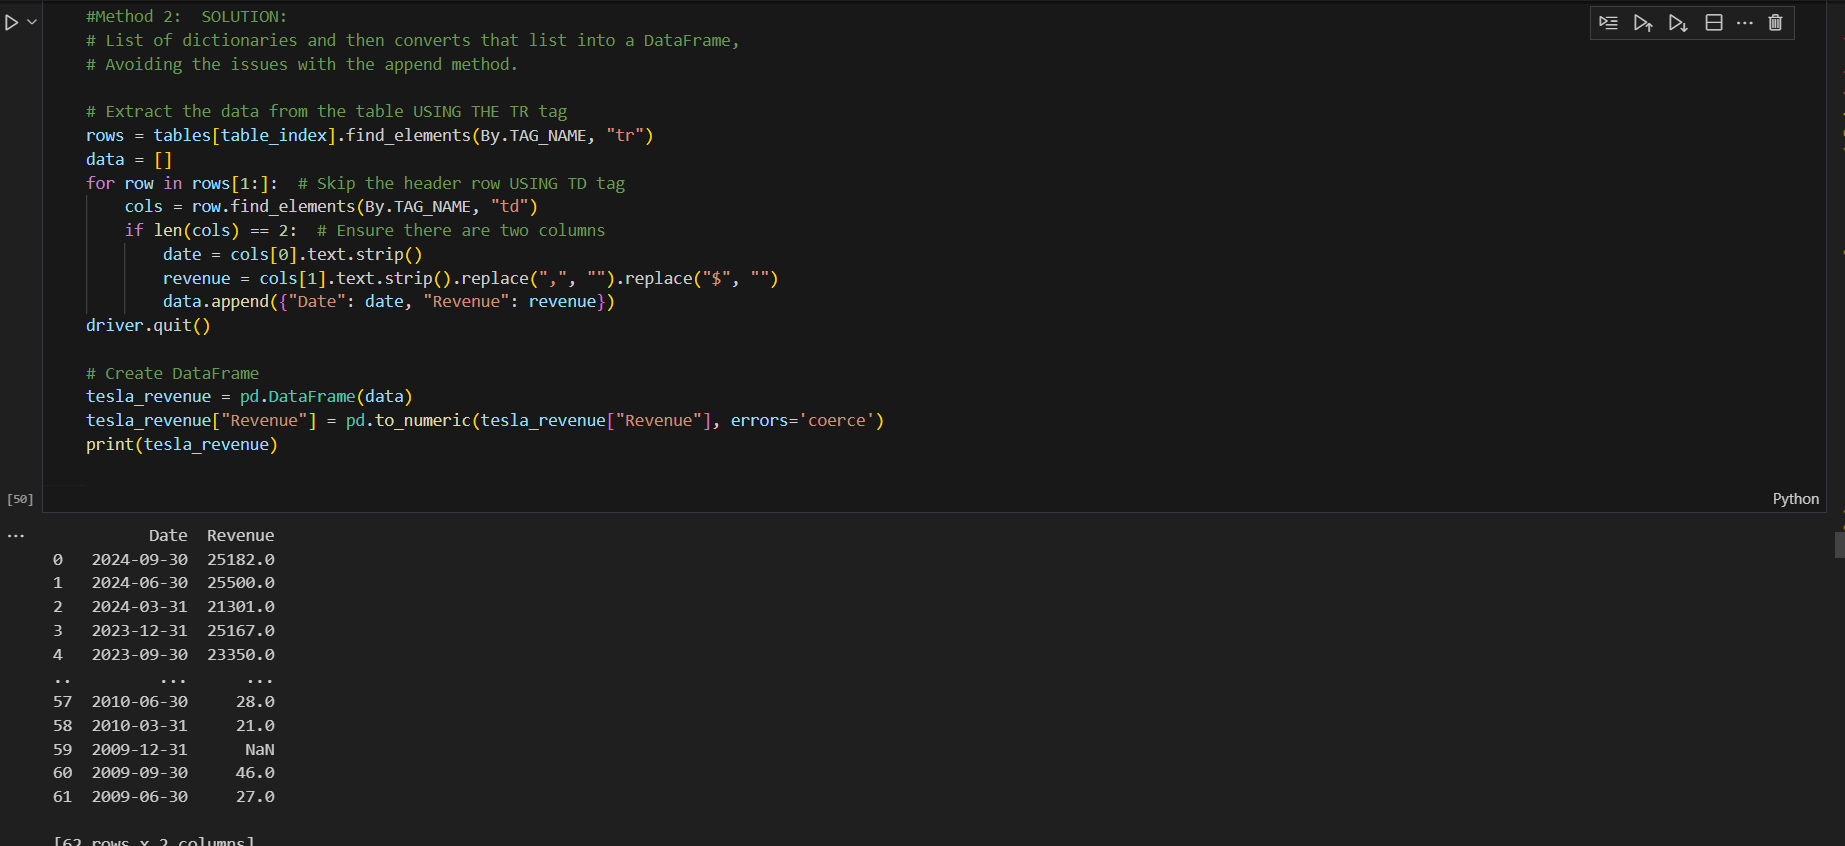 #Method 2:  SOLUTION:
# List of dictionaries and then converts that list into a DataFrame,
# Avoiding the issues with the append method.
# Extract the data from the table USING THE TR tag
rows = tables[table_index].find_elements(By.TAG_NAME, "tr")
data = []
for row in rows[1:]:  # Skip the header row USING TD tag
    cols = row.find_elements(By.TAG_NAME, "td")
    if len(cols) == 2:  # Ensure there are two columns
        date = cols[0].text.strip()
        revenue = cols[1].text.strip().replace(",", "").replace("$", "")
        data.append({"Date": date, "Revenue": revenue})
driver.quit()
# Create DataFrame
tesla_revenue = pd.DataFrame(data)
tesla_revenue["Revenue"] = pd.to_numeric(tesla_revenue["Revenue"], errors='coerce')
print(tesla_revenue)
[50]
Python
          Date  Revenue
0   2024-09-30  25182.0
1   2024-06-30  25500.0
2   2024-03-31  21301.0
3   2023-12-31  25167.0
4   2023-09-30  23350.0
..         ...      ...
57  2010-06-30     28.0
58  2010-03-31     21.0
59  2009-12-31      NaN
60  2009-09-30     46.0
61  2009-06-30     27.0
[62 rows x 2 columns]